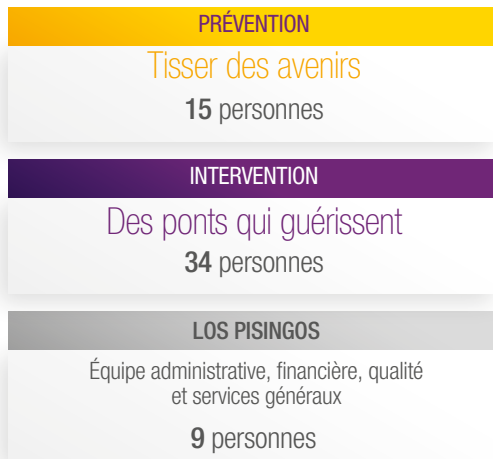 PRÉVENTION
Tisser des avenirs
15 personnes
INTERVENTION
Des ponts qui guérissent
34 personnes
LOS PISINGOS
Équipe administrative, financière, qualité
et services généraux
9 personnes